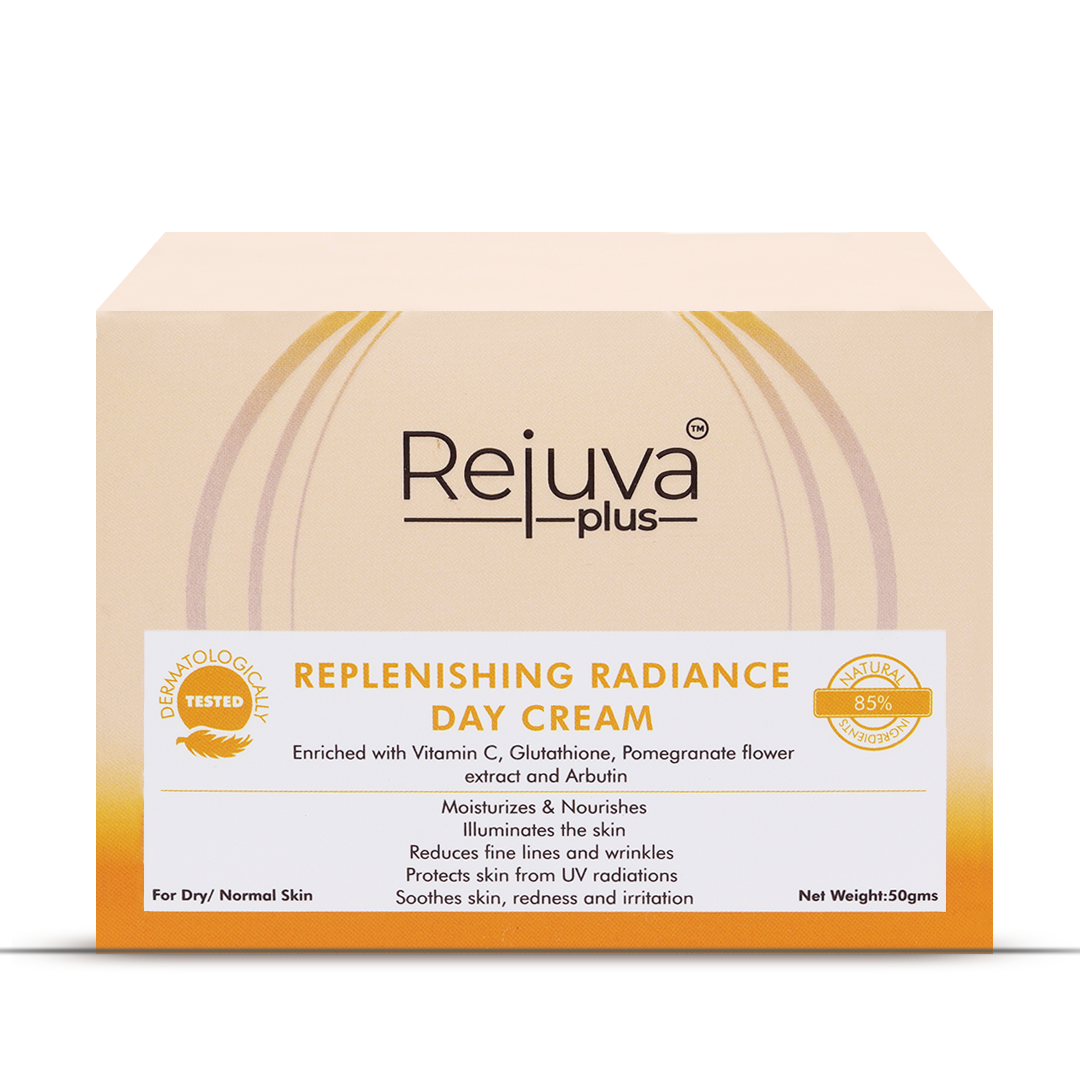 Rejuva™
plus
DERMATOLOGICALLY
TESTED
REPLENISHING RADIANCE
DAY CREAM
NATURAL
85%
INGREDIENTS
Enriched with Vitamin C, Glutathione, Pomegranate flower
extract and Arbutin
Moisturizes & Nourishes
Illuminates the skin
Reduces fine lines and wrinkles
Protects skin from UV radiations
Soothes skin, redness and irritation
For Dry/ Normal Skin
Net Weight:50gms